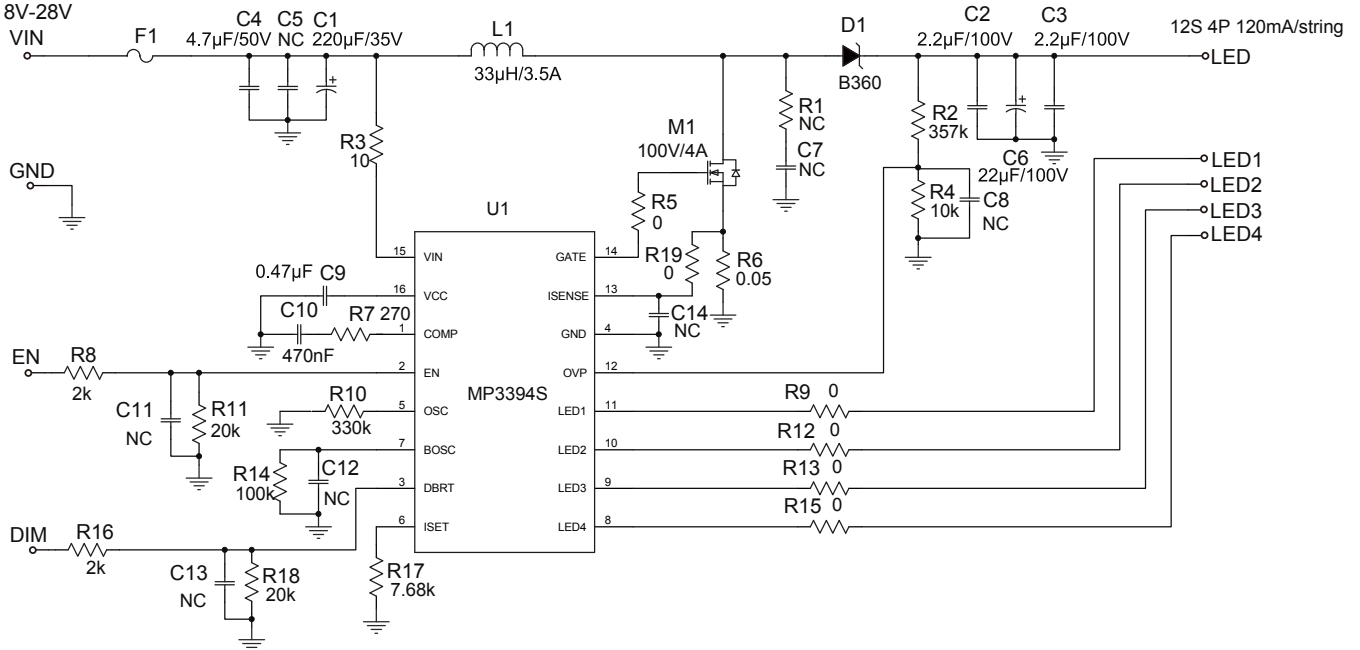 8V-28V
VIN
F1
C4
4.7µF/50V
C5
NC
C1
220µF/35V
L1
33µH/3.5A
D1
B360
C2
2.2µF/100V
C3
2.2µF/100V
12S 4P 120mA/string
LED
R3
10
R1
NC
C7
NC
M1
100V/4A
R2
357k
C6
22µF/100V
R4
10k
C8
NC
LED1
LED2
LED3
LED4
GND
U1
R5
0
R19
0
R6
0.05
C14
NC
15
VIN
GATE
14
0.47µF
C9
16
VCC
ISENSE
13
C10
470nF
R7 270
1
COMP
GND
4
EN
R8
2k
2
EN
OVP
12
MP3394S
C11
NC
R11
20k
R10
330k
5
OSC
LED1
11
R9 0
R14
100k
C12
NC
7
BOSC
LED2
10
R12 0
3
DBRT
LED3
9
R13 0
6
ISET
LED4
8
R15 0
DIM
R16
2k
C13
NC
R18
20k
R17
7.68k